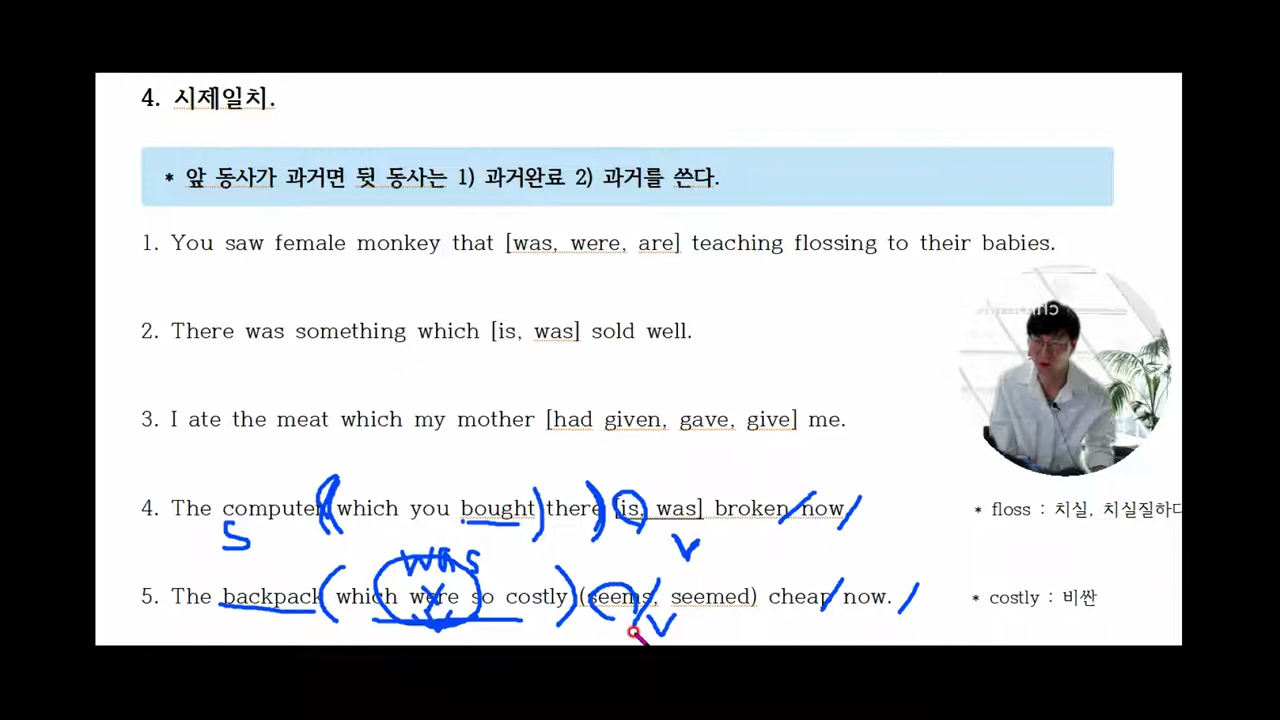 4. 시제일치.
* 앞 동사가 과거면 뒷 동사는 1) 과거완료 2) 과거를 쓴다.
1. You saw female monkey that [was, were, are] teaching flossing to their babies.
2. There was something which [is, was] sold well.
3. I ate the meat which my mother [had given, gave, give] me.
4. The computer which you bought there [is, was] broken now.
* floss : 치실, 치실질하다
S
V
was
5. The backpack which were so costly (seems, seemed) cheap now.
* costly : 비싼
V